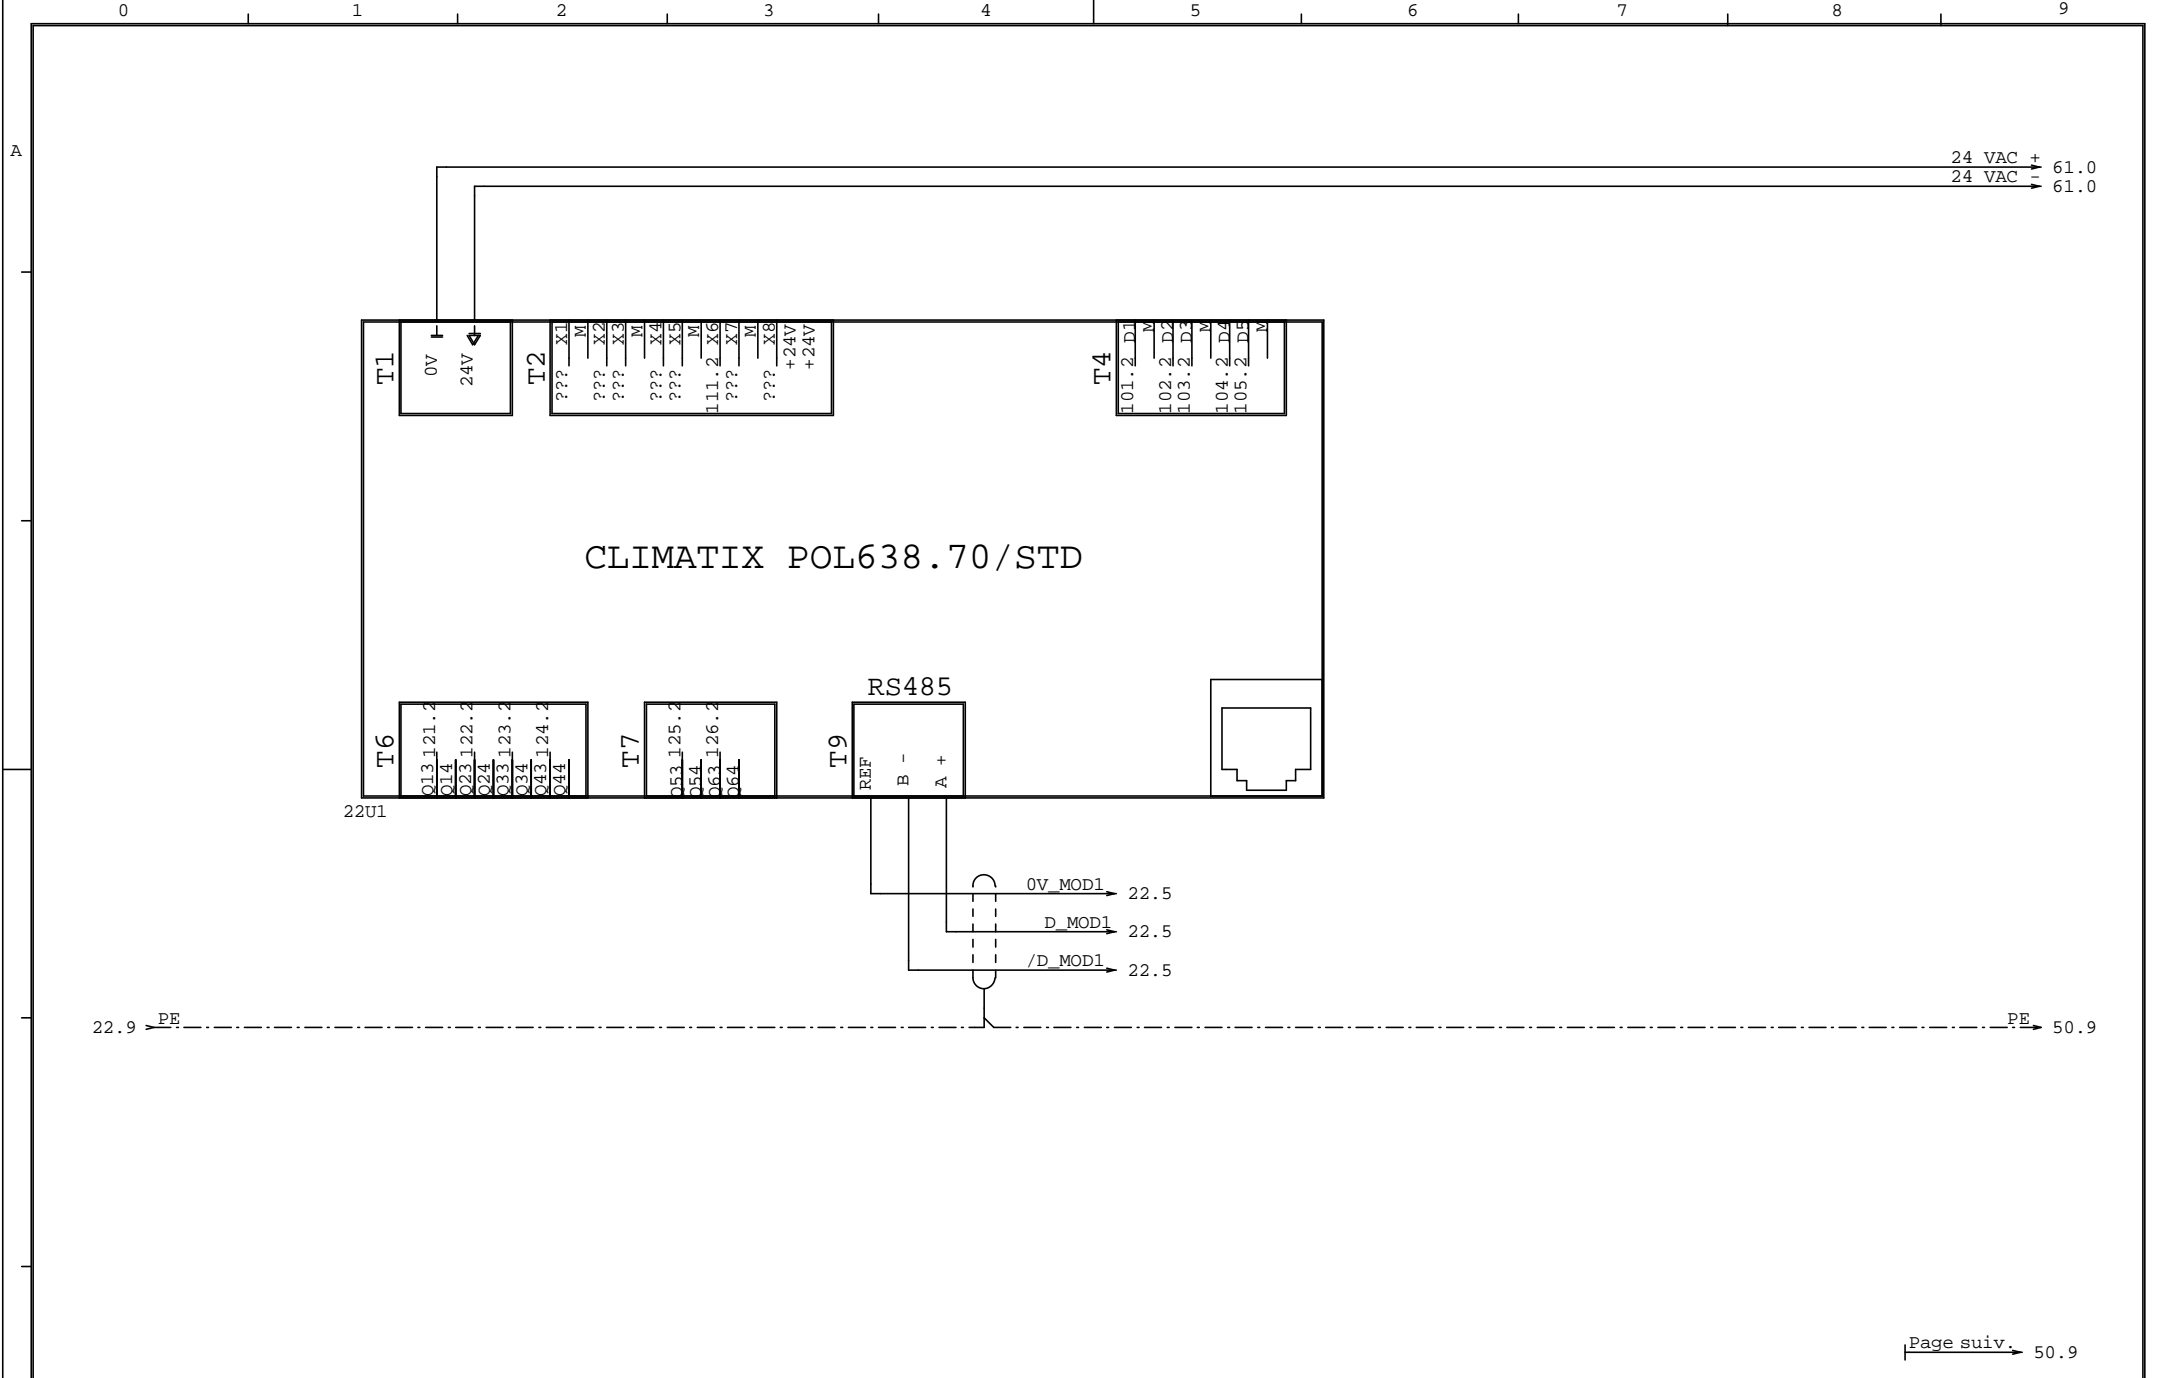 0 1 2 3 4 5 6 7 8 9
A
24 VAC + 61.0
24 VAC - 61.0
T1 0V 24V
T2 ??? X1 M ??? X2 ??? X3 M ??? X4 ??? X5 M 111.2 X6 ??? X7 M ??? X8 +24V +24V
T4 101.2 D1 M 102.2 D2 103.2 D3 M 104.2 D4 105.2 D5 M
CLIMATIX POL638.70/STD
RS485
T6 Q13 121.2 Q14 Q23 122.2 Q24 Q33 123.2 Q34 Q43 124.2 Q44
T7 Q53 125.2 Q54 Q63 126.2 Q64
T9 REF B - A +
22U1
0V_MOD1 22.5
D_MOD1 22.5
/D_MOD1 22.5
22.9 PE PE 50.9
Page suiv. 50.9